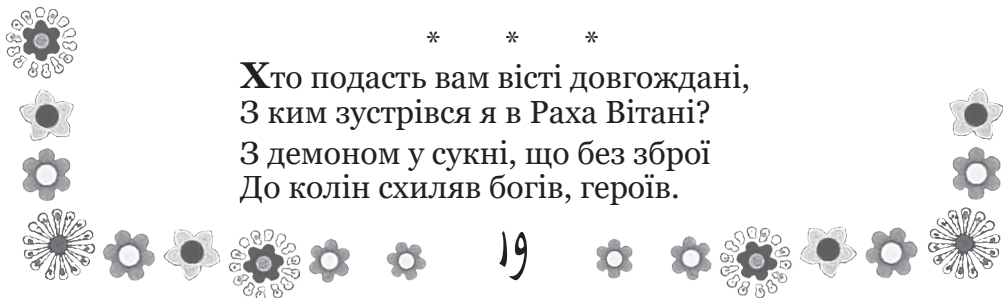 * * *
Хто подасть вам вісті довгождані,
З ким зустрівся я в Раха Вітані?
З демоном у сукні, що без зброї
До колін схиляв богів, героїв.
19